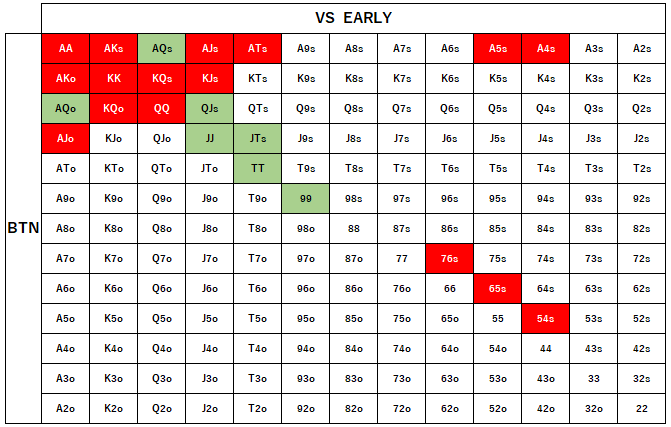 VS EARLY
AA AKs AQs AJs ATs A9s A8s A7s A6s A5s A4s A3s A2s
AKo KK KQs KJs KTs K9s K8s K7s K6s K5s K4s K3s K2s
AQo KQo QQ QJs QTs Q9s Q8s Q7s Q6s Q5s Q4s Q3s Q2s
AJo KJo QJo JJ JTs J9s J8s J7s J6s J5s J4s J3s J2s
ATo KTo QTo JTo TT T9s T8s T7s T6s T5s T4s T3s T2s
A9o K9o Q9o J9o T9o 99 98s 97s 96s 95s 94s 93s 92s
BTN A8o K8o Q8o J8o T8o 98o 88 87s 86s 85s 84s 83s 82s
A7o K7o Q7o J7o T7o 97o 87o 77 76s 75s 74s 73s 72s
A6o K6o Q6o J6o T6o 96o 86o 76o 66 65s 64s 63s 62s
A5o K5o Q5o J5o T5o 95o 85o 75o 65o 55 54s 53s 52s
A4o K4o Q4o J4o T4o 94o 84o 74o 64o 54o 44 43s 42s
A3o K3o Q3o J3o T3o 93o 83o 73o 63o 53o 43o 33 32s
A2o K2o Q2o J2o T2o 92o 82o 72o 62o 52o 42o 32o 22